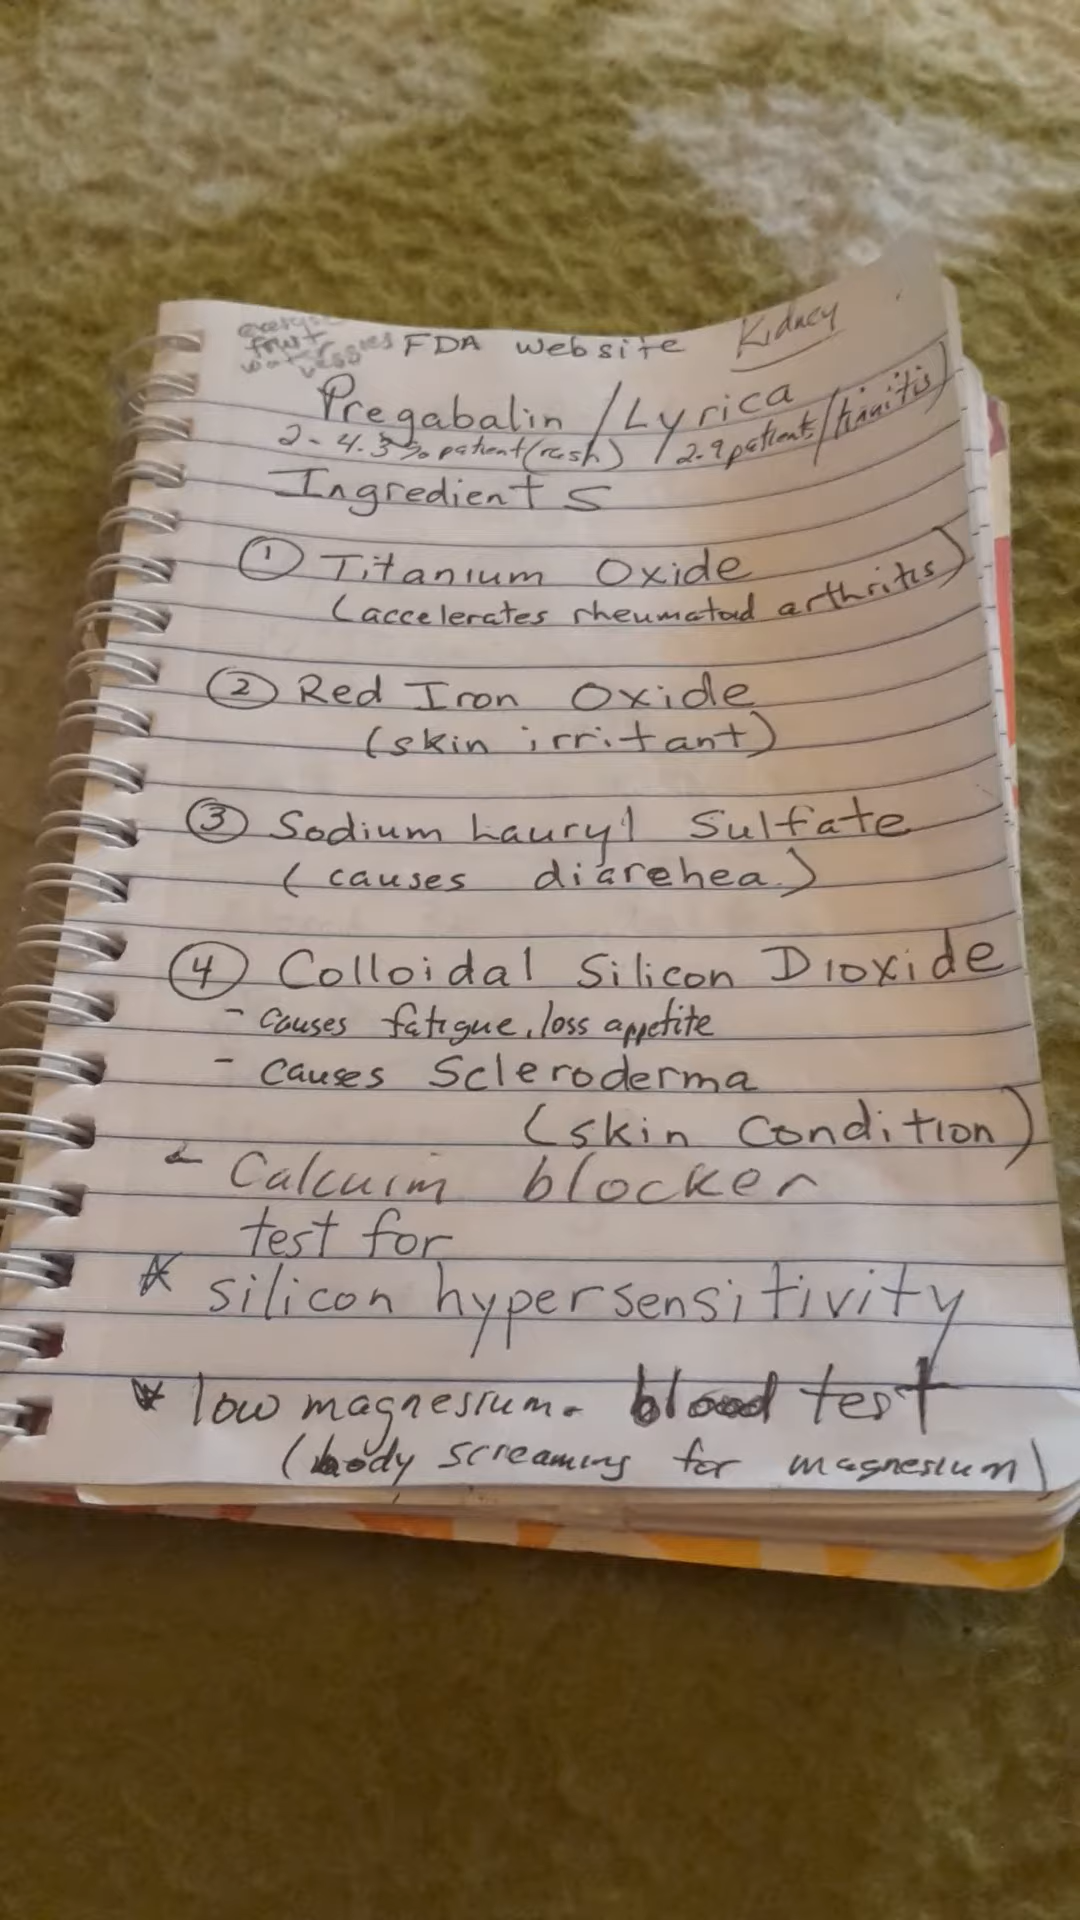 FDA website Kidney
fruit
water
Pregabalin / Lyrica
2 - 4.3 % patient (rash) / 2.9 patients / tinnitis)
Ingredients
① Titanium Oxide
(accelerates rheumatoid arthritis)
② Red Iron Oxide
(skin irritant)
③ Sodium Lauryl Sulfate
(causes diarehea.)
④ Colloidal Silicon Dioxide
- causes fatigue, loss appetite
- causes Scleroderma
(skin condition)
- Calcuim blocker
test for
* silicon hypersensitivity
* low magnesium - blood test
(body screaming for magnesium)